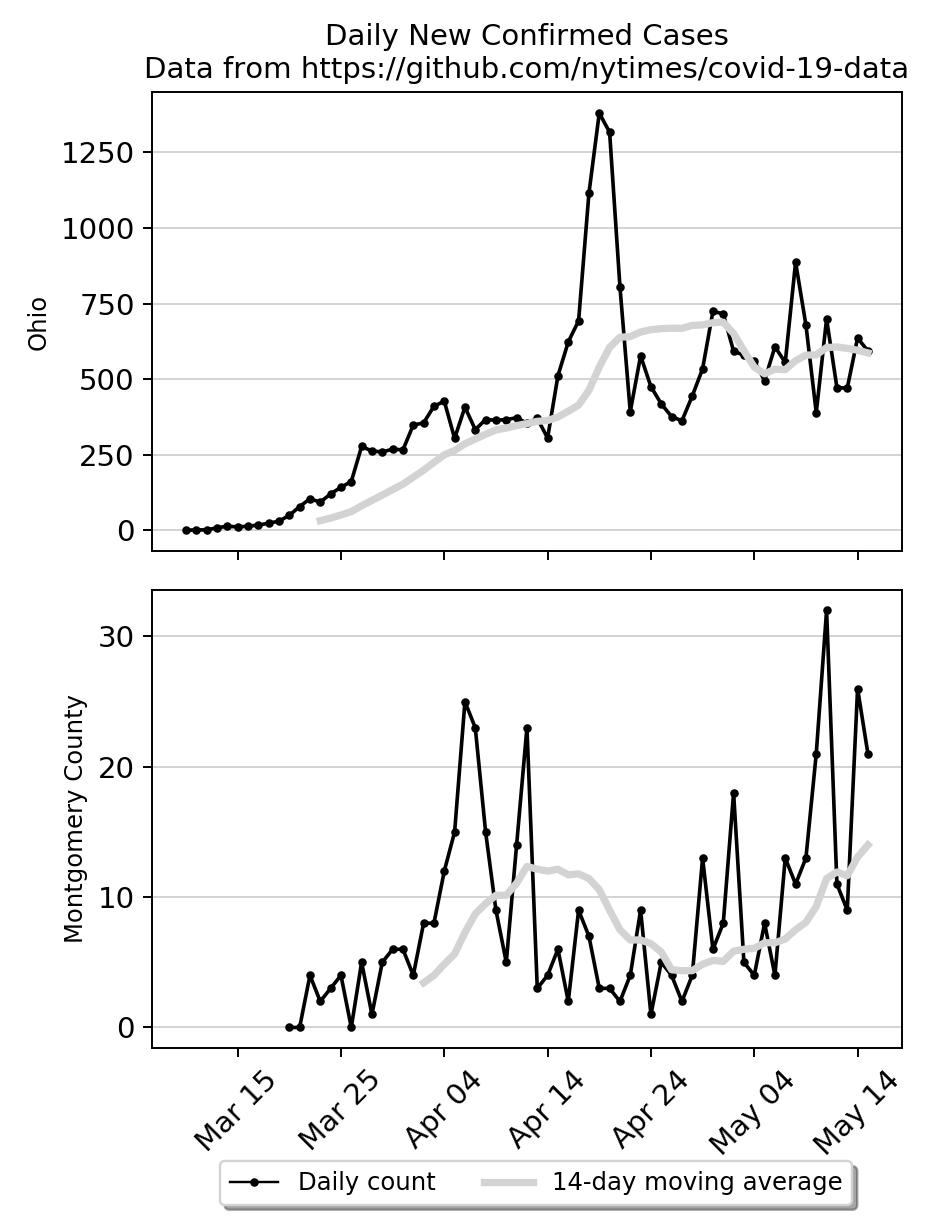 Daily New Confirmed Cases
Data from https://github.com/nytimes/covid-19-data
1250
1000
750
500
250
0
Ohio
30
20
10
0
Montgomery County
Mar 15
Mar 25
Apr 04
Apr 14
Apr 24
May 04
May 14
Daily count
14-day moving average